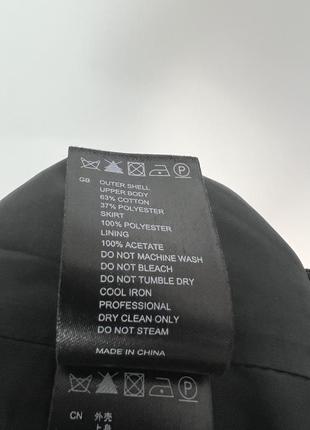 GB OUTER SHELL
UPPER BODY
63% COTTON
37% POLYESTER
SKIRT
100% POLYESTER
LINING
100% ACETATE
DO NOT MACHINE WASH
DO NOT BLEACH
DO NOT TUMBLE DRY
COOL IRON
PROFESSIONAL
DRY CLEAN ONLY
DO NOT STEAM
MADE IN CHINA
CN 外壳
上身